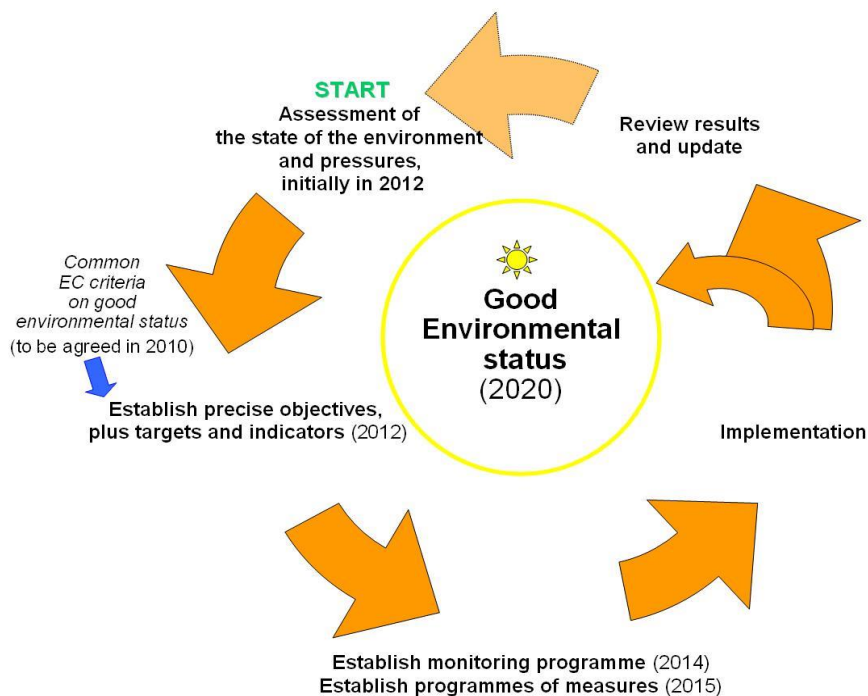 START
Assessment of
the state of the environment
and pressures,
initially in 2012
Review results
and update
Common
EC criteria
on good
environmental status
(to be agreed in 2010)
Good
Environmental
status
(2020)
Establish precise objectives,
plus targets and indicators (2012)
Implementation
Establish monitoring programme (2014)
Establish programmes of measures (2015)